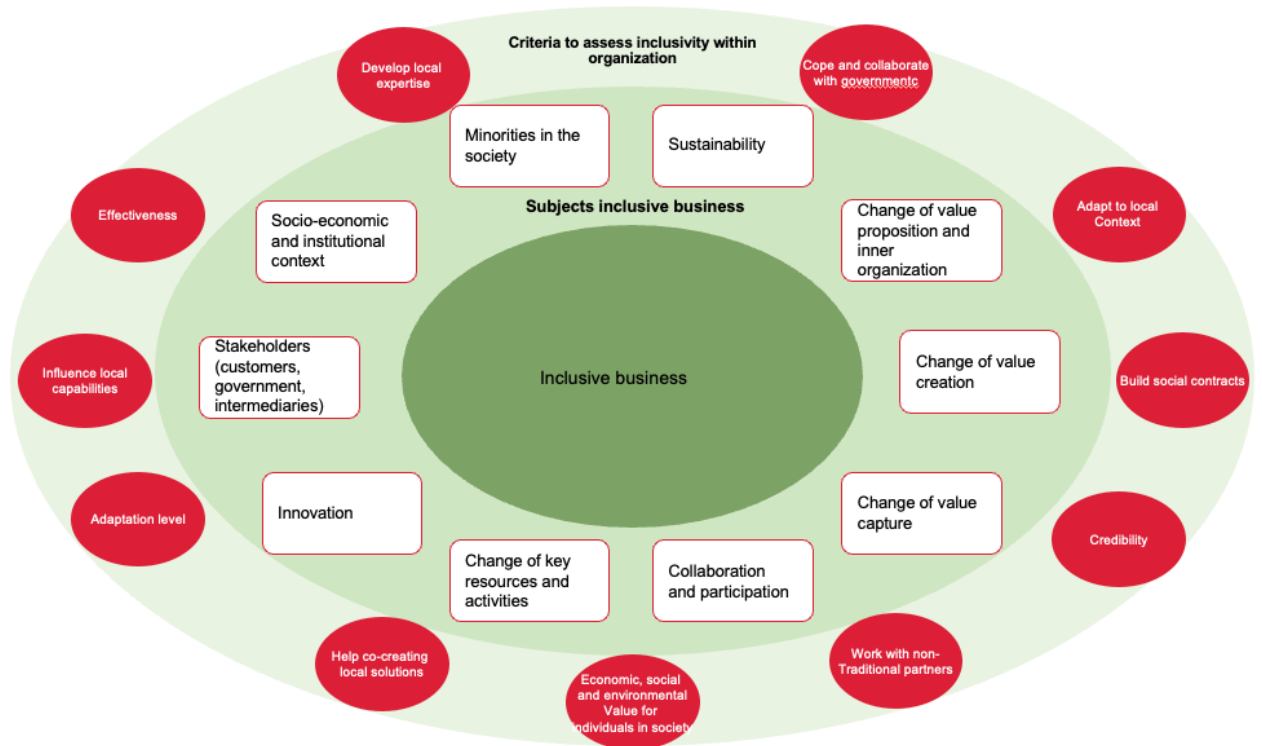 Criteria to assess inclusivity within
organization
Develop local
expertise
Cope and collaborate
with governmentc
Minorities in the
society
Sustainability
Effectiveness
Adapt to local
Context
Subjects inclusive business
Socio-economic
and institutional
context
Change of value
proposition and
inner
organization
Influence local
capabilities
Stakeholders
(customers,
government,
intermediaries)
Inclusive business
Change of value
creation
Build social contracts
Adaptation level
Innovation
Change of value
capture
Credibility
Change of key
resources and
activities
Collaboration
and participation
Help co-creating
local solutions
Economic, social
and environmental
Value for
individuals in society
Work with non-
Traditional partners